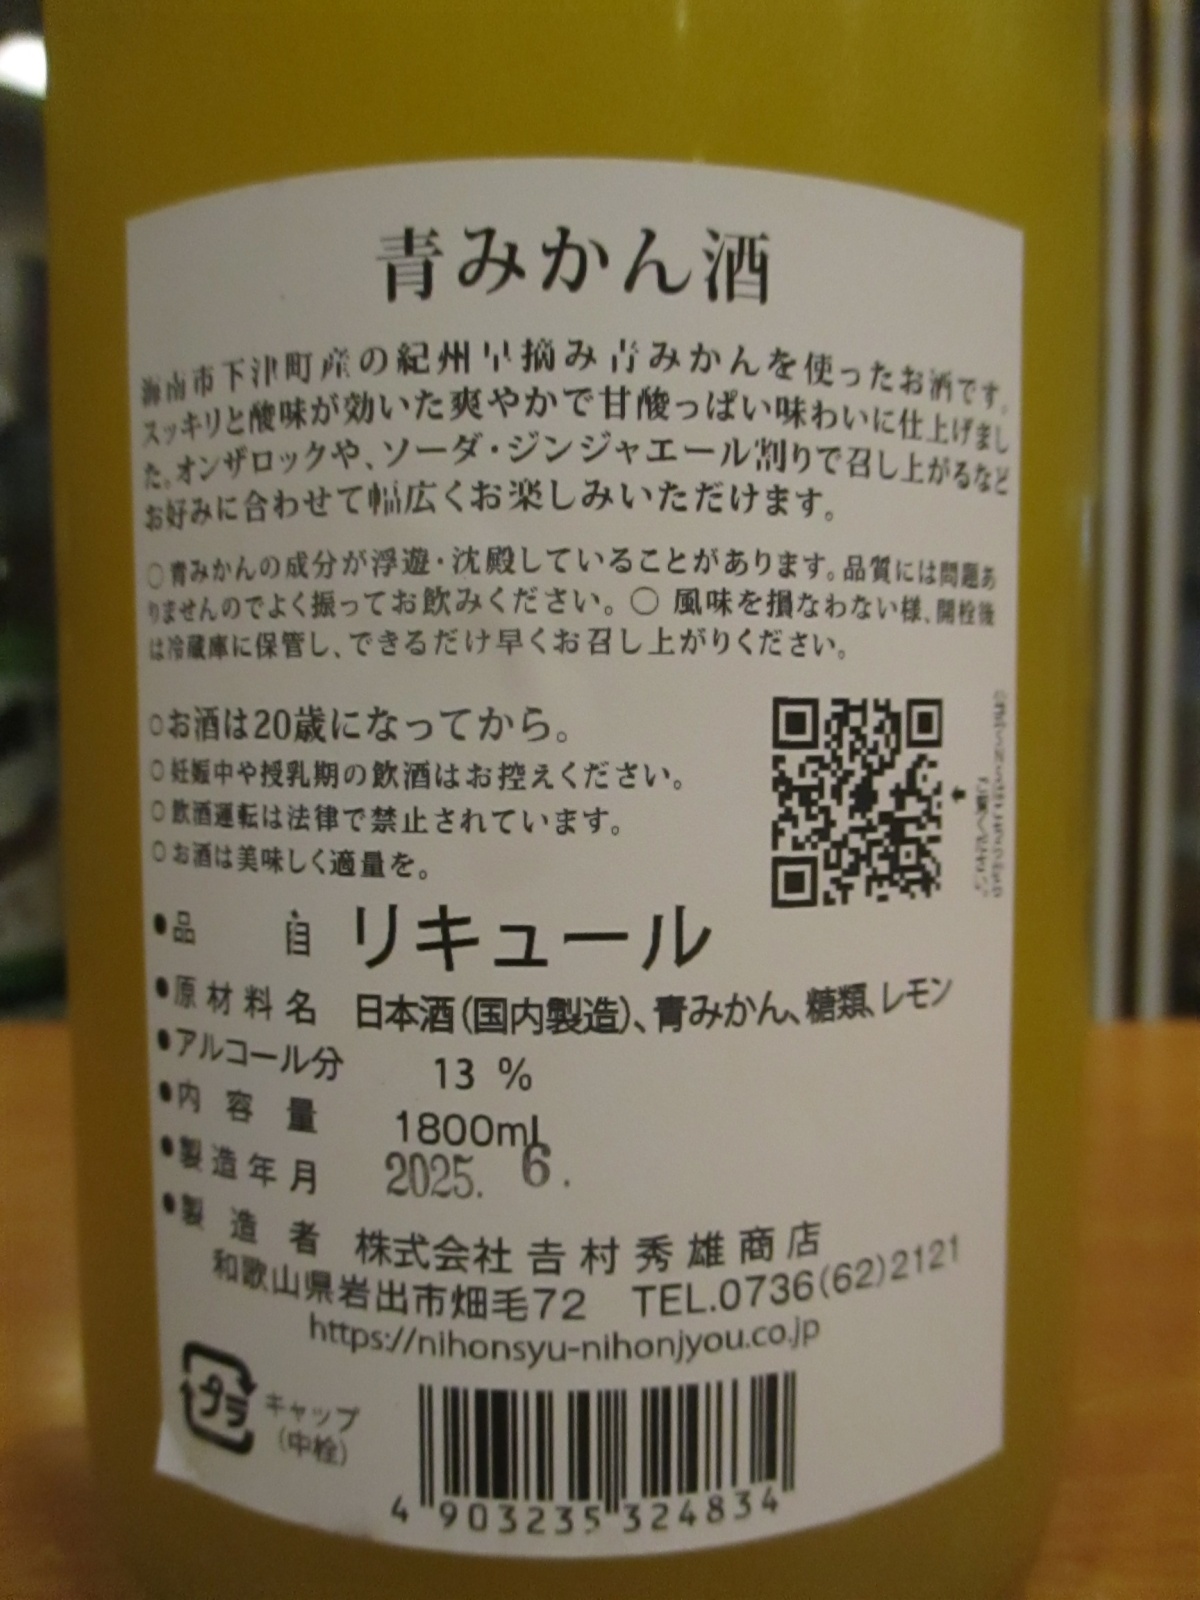 青みかん酒
海南市下津町産の紀州早摘み青みかんを使ったお酒です。
スッキリと酸味が効いた爽やかで甘酸っぱい味わいに仕上げまし
た。オンザロックや、ソーダ・ジンジャエール割りで召し上がるなど
お好みに合わせて幅広くお楽しみいただけます。
○青みかんの成分が浮遊・沈殿していることがあります。品質には問題あ
りませんのでよく振ってお飲みください。○ 風味を損なわない様、開栓後
は冷蔵庫に保管し、できるだけ早くお召し上がりください。
○お酒は20歳になってから。
○妊娠中や授乳期の飲酒はお控えください。
○飲酒運転は法律で禁止されています。
○お酒は美味しく適量を。
●品 目 リキュール
●原材料名 日本酒(国内製造)、青みかん、糖類、レモン
●アルコール分 13 %
●内容量 1800ml
●製造年月 2025. 6.
●製造者 株式会社 吉村秀雄商店
和歌山県岩出市畑毛72 TEL.0736(62)2121
https://nihonsyu-nihonjyou.co.jp
プラ キャップ
(中栓)
4 903235 324834